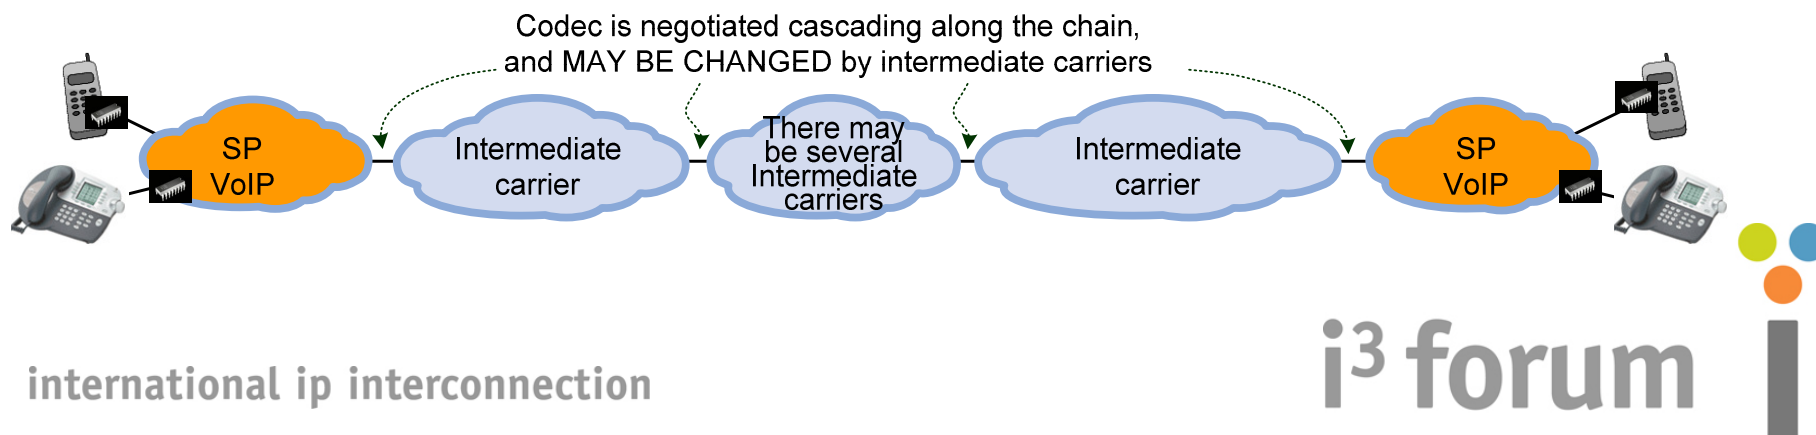 Codec is negotiated cascading along the chain,
and MAY BE CHANGED by intermediate carriers
SP
VoIP
Intermediate
carrier
There may
be several
Intermediate
carriers
Intermediate
carrier
SP
VoIP
international ip interconnection
i3 forum